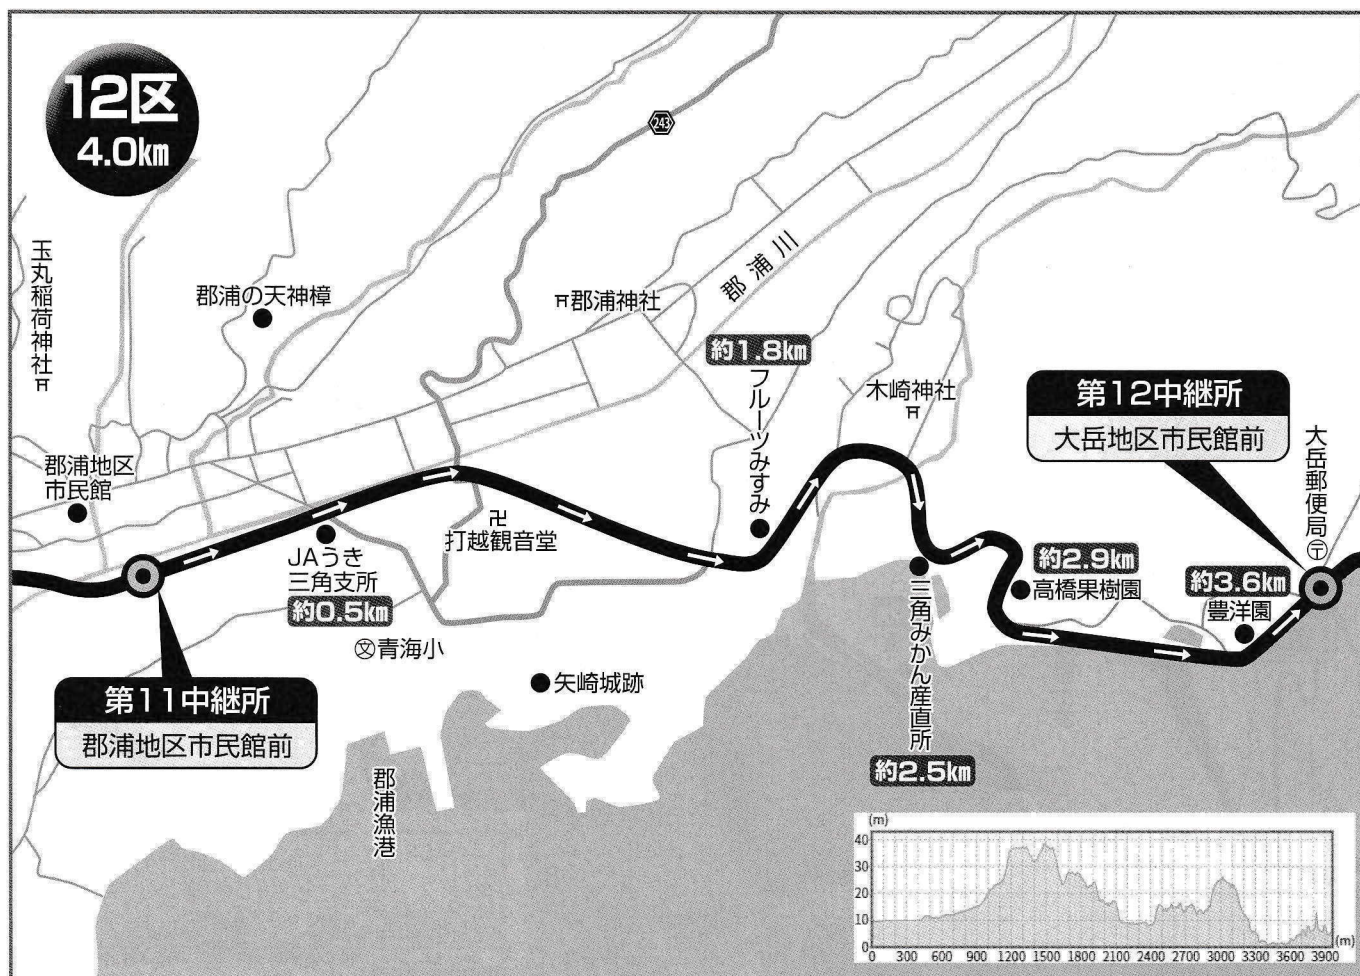 12区
4.0km
243
玉丸稲荷神社
郡浦の天神樟
郡浦神社
郡浦川
約1.8km
フルーツみすみ
木崎神社
第12中継所
大岳地区市民館前
大岳郵便局
〒
郡浦地区
市民館
打越観音堂
JAうき
三角支所
約0.5km
文
青海小
矢崎城跡
約2.9km
高橋果樹園
約3.6km
豊洋園
三角みかん産直所
約2.5km
第11中継所
郡浦地区市民館前
郡浦漁港
(m)
40
30
20
10
0
0 300 600 900 1200 1500 1800 2100 2400 2700 3000 3300 3600 3900
(m)